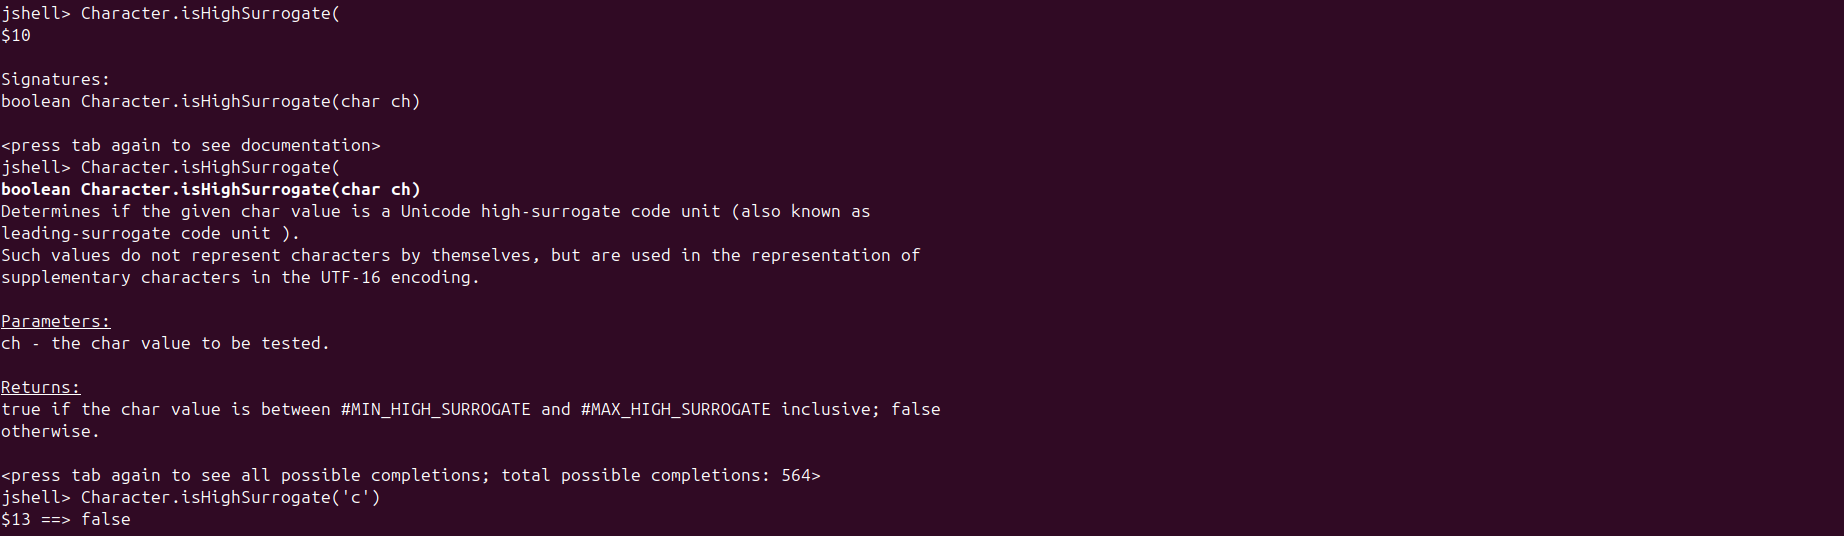 jshell> Character.isHighSurrogate(
$10
Signatures:
boolean Character.isHighSurrogate(char ch)
<press tab again to see documentation>
jshell> Character.isHighSurrogate(
boolean Character.isHighSurrogate(char ch)
Determines if the given char value is a Unicode high-surrogate code unit (also known as
leading-surrogate code unit ).
Such values do not represent characters by themselves, but are used in the representation of
supplementary characters in the UTF-16 encoding.
Parameters:
ch - the char value to be tested.
Returns:
true if the char value is between #MIN_HIGH_SURROGATE and #MAX_HIGH_SURROGATE inclusive; false
otherwise.
<press tab again to see all possible completions; total possible completions: 564>
jshell> Character.isHighSurrogate('c')
$13 ==> false